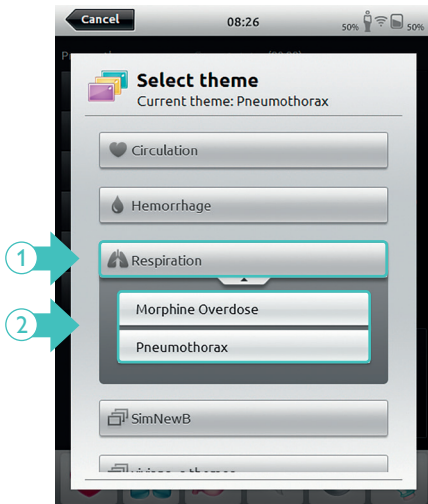 Cancel
08:26
50%
50%
Select theme
Current theme: Pneumothorax
Circulation
Hemorrhage
1
Respiration
2
Morphine Overdose
Pneumothorax
SimNewB